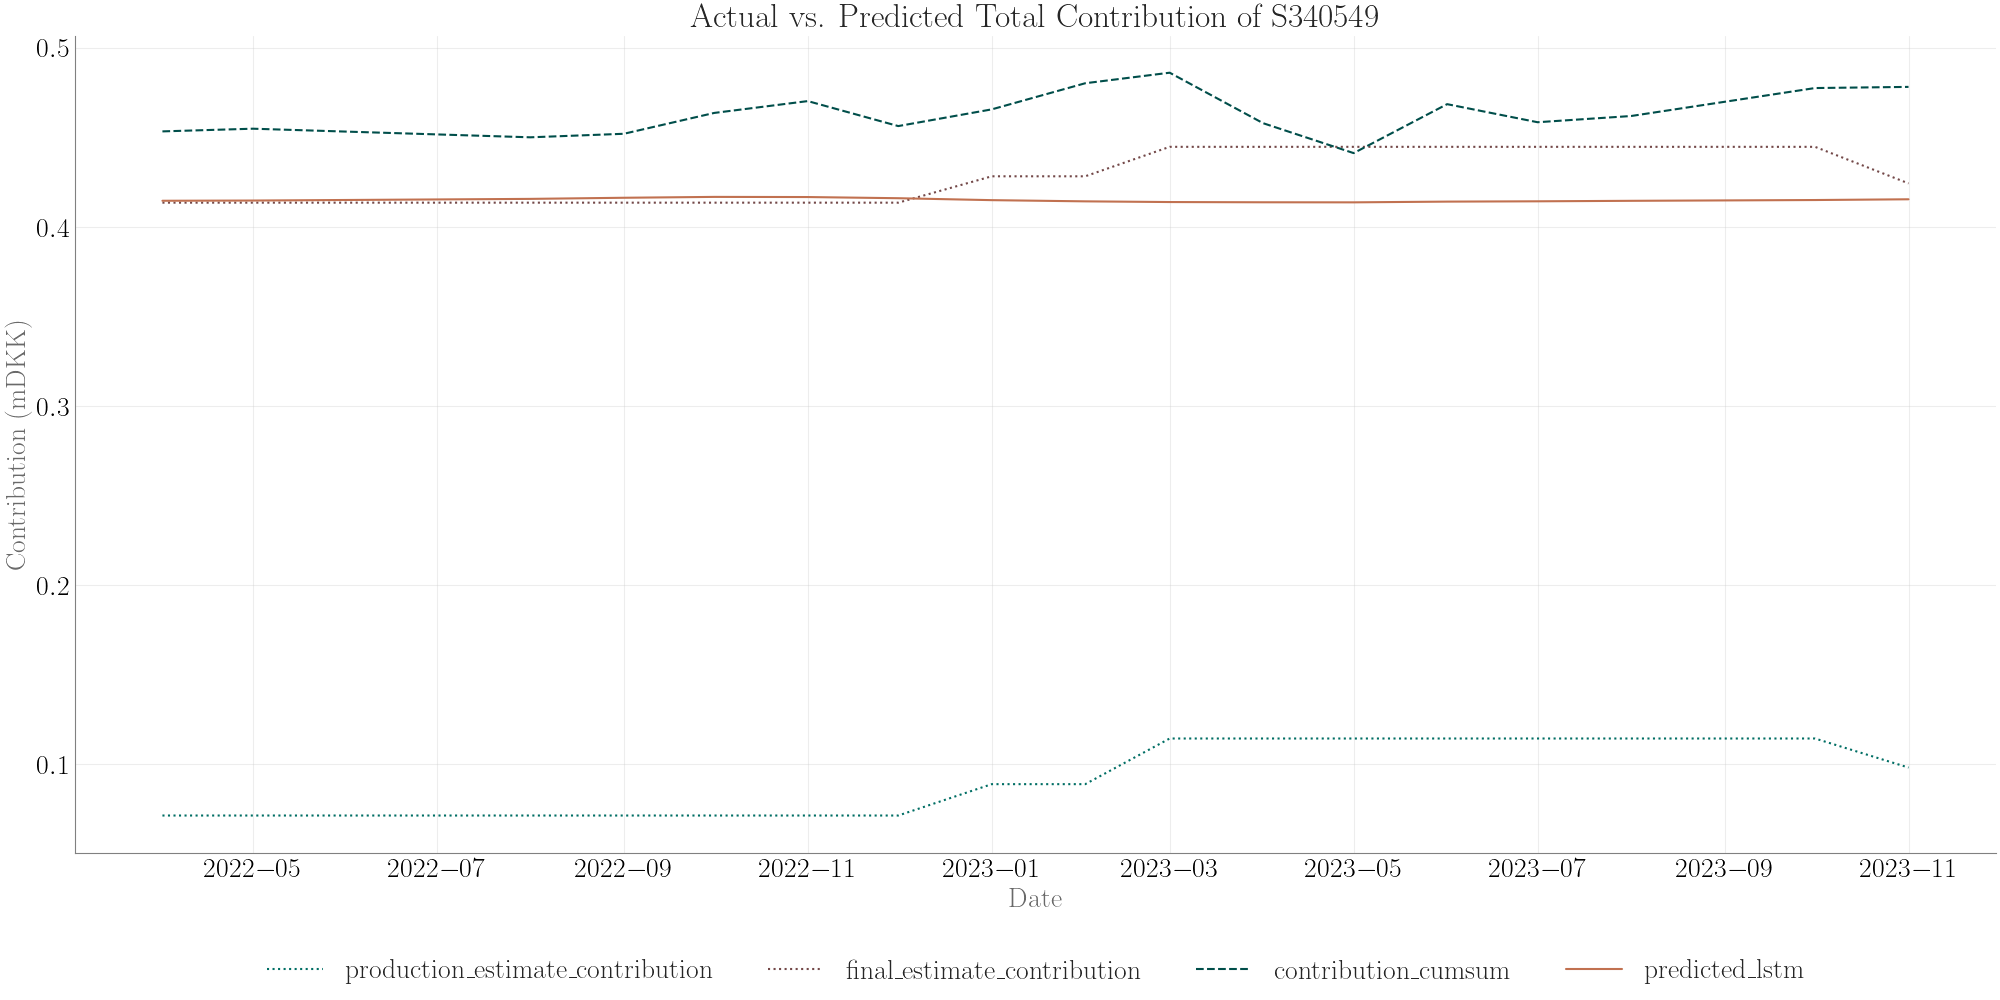 Actual vs. Predicted Total Contribution of S340549
Contribution (mDKK)
0.5
0.4
0.3
0.2
0.1
2022−05 2022−07 2022−09 2022−11 2023−01 2023−03 2023−05 2023−07 2023−09 2023−11
Date
production_estimate_contribution final_estimate_contribution contribution_cumsum predicted_lstm